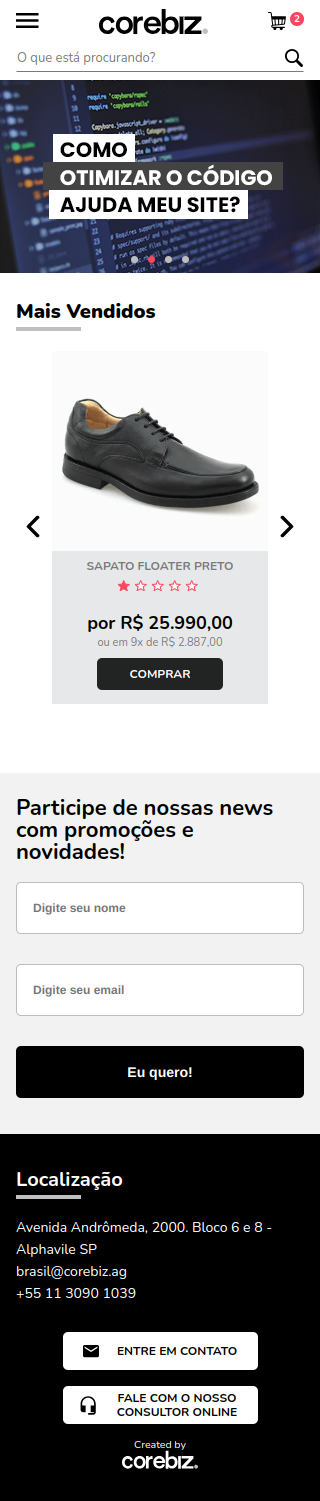 corebiz.
2
O que está procurando?
COMO
OTIMIZAR O CÓDIGO
AJUDA MEU SITE?
Mais Vendidos
SAPATO FLOATER PRETO
por R$ 25.990,00
ou em 9x de R$ 2.887,00
COMPRAR
Participe de nossas news
com promoções e
novidades!
Digite seu nome
Digite seu email
Eu quero!
Localização
Avenida Andrômeda, 2000. Bloco 6 e 8 -
Alphavile SP
brasil@corebiz.ag
+55 11 3090 1039
ENTRE EM CONTATO
FALE COM O NOSSO
CONSULTOR ONLINE
Created by
corebiz.